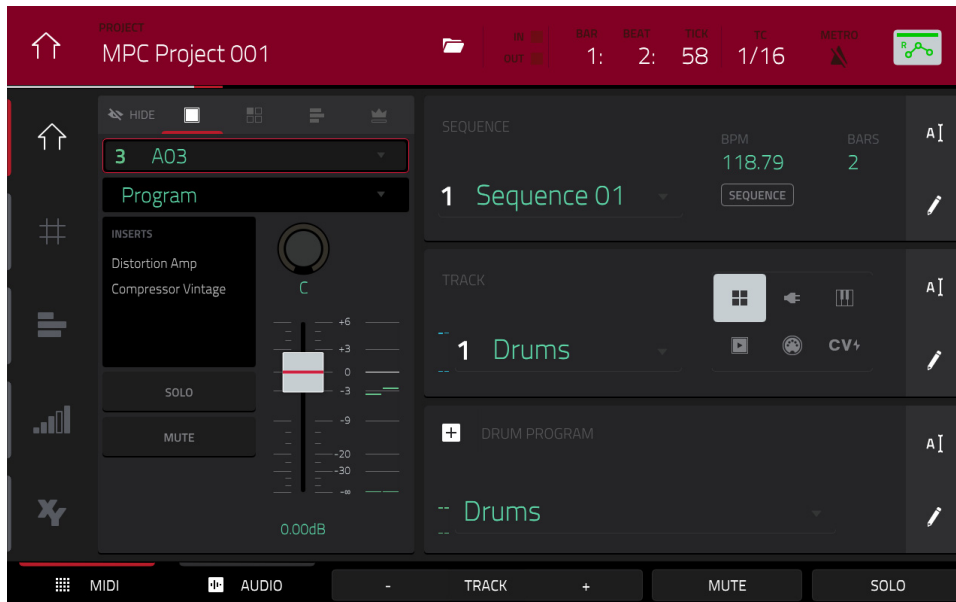 PROJECT
MPC Project 001
IN
OUT
BAR BEAT TICK TC METRO
1: 2: 58 1/16
R
HIDE
3 A03
Program
INSERTS
Distortion Amp
Compressor Vintage
C
+6
+3
0
-3
-9
-20
-30
-∞
SOLO
MUTE
0.00dB
SEQUENCE
BPM BARS
118.79 2
1 Sequence 01
SEQUENCE
A
TRACK
CV
1 Drums
A
DRUM PROGRAM
Drums
A
XY
MIDI AUDIO - TRACK + MUTE SOLO